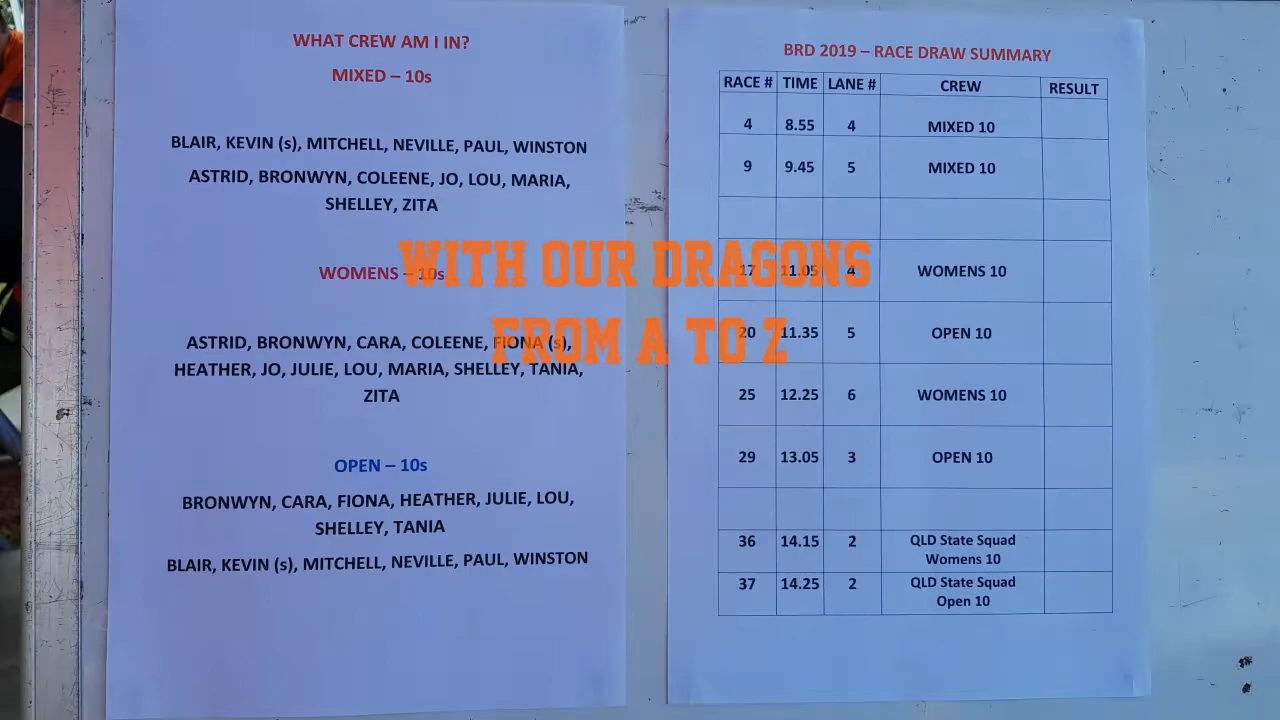 WHAT CREW AM I IN?
MIXED – 10s
BLAIR, KEVIN (s), MITCHELL, NEVILLE, PAUL, WINSTON
ASTRID, BRONWYN, COLEENE, JO, LOU, MARIA,
SHELLEY, ZITA
WOMENS – 10s
ASTRID, BRONWYN, CARA, COLEENE, FIONA (s),
HEATHER, JO, JULIE, LOU, MARIA, SHELLEY, TANIA,
ZITA
OPEN – 10s
BRONWYN, CARA, FIONA, HEATHER, JULIE, LOU,
SHELLEY, TANIA
BLAIR, KEVIN (s), MITCHELL, NEVILLE, PAUL, WINSTON
WITH OUR DRAGONS
FROM A TO Z
BRD 2019 – RACE DRAW SUMMARY
RACE # TIME LANE # CREW RESULT
4 8.55 4 MIXED 10
9 9.45 5 MIXED 10
17 11.05 4 WOMENS 10
20 11.35 5 OPEN 10
25 12.25 6 WOMENS 10
29 13.05 3 OPEN 10
36 14.15 2 QLD State Squad
Womens 10
37 14.25 2 QLD State Squad
Open 10